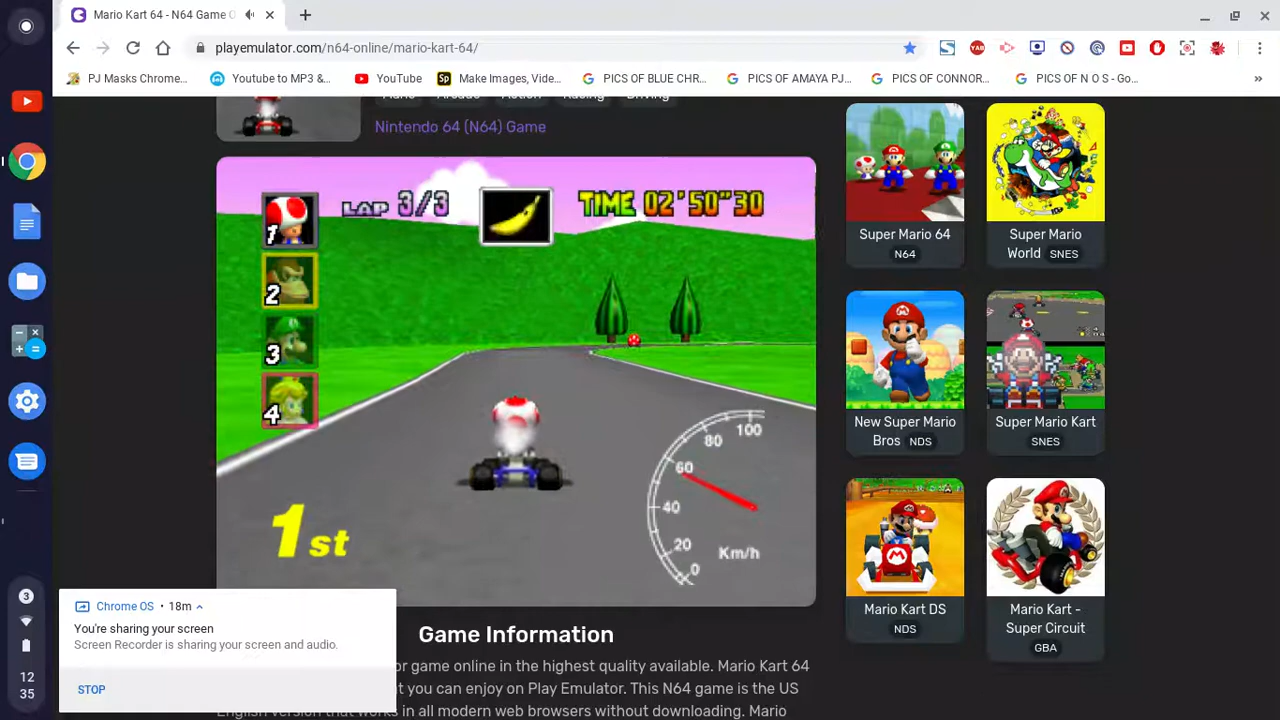 Mario Kart 64 - N64 Game O
playemulator.com/n64-online/mario-kart-64/
PJ Masks Chrome...
Youtube to MP3 &...
YouTube
Make Images, Vide...
PICS OF BLUE CHR...
PICS OF AMAYA PJ...
PICS OF CONNOR...
PICS OF N O S - Go...
»
Mario Arcade Action Racing Driving
Nintendo 64 (N64) Game
LAP 3/3
TIME 02'50"30
1
2
3
4
1st
100
80
60
40
20
0
Km/h
Super Mario 64
N64
Super Mario
World SNES
New Super Mario
Bros NDS
Super Mario Kart
SNES
Mario Kart DS
NDS
Mario Kart -
Super Circuit
GBA
Game Information
or game online in the highest quality available. Mario Kart 64
t you can enjoy on Play Emulator. This N64 game is the US
English version that works in all modern web browsers without downloading. Mario
Chrome OS • 18m
You're sharing your screen
Screen Recorder is sharing your screen and audio.
STOP
3
12
35